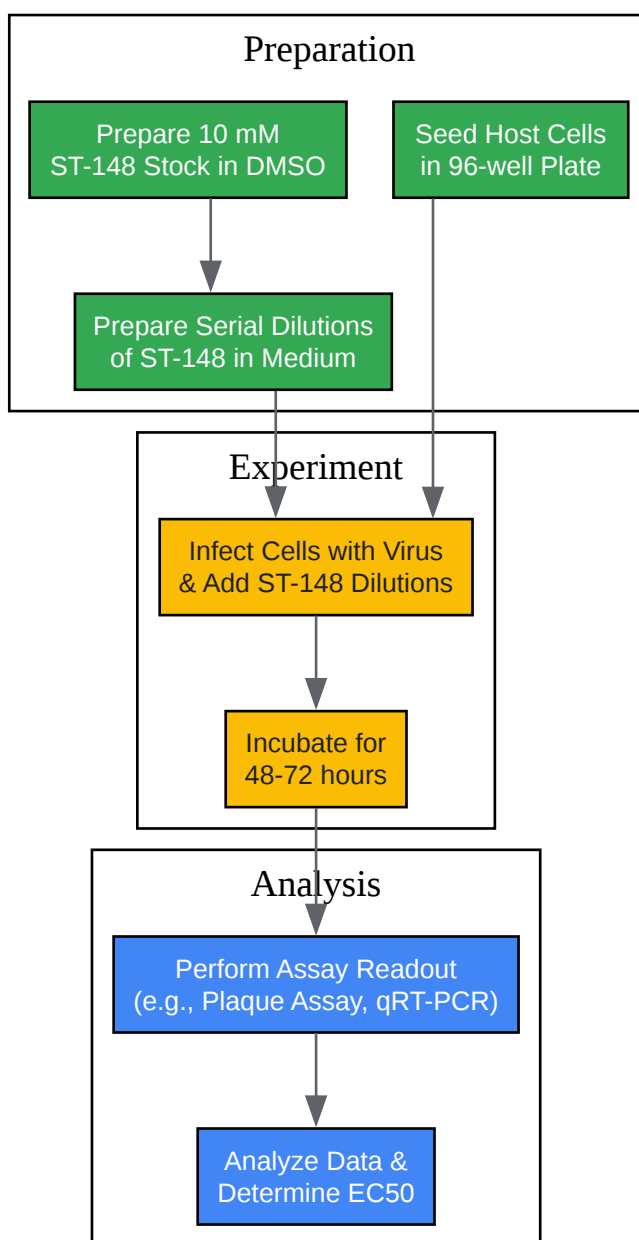 Preparation
Prepare 10 mM
ST-148 Stock in DMSO
Seed Host Cells
in 96-well Plate
Prepare Serial Dilutions
of ST-148 in Medium
Experiment
Infect Cells with Virus
& Add ST-148 Dilutions
Incubate for
48-72 hours
Analysis
Perform Assay Readout
(e.g., Plaque Assay, qRT-PCR)
Analyze Data &
Determine EC50